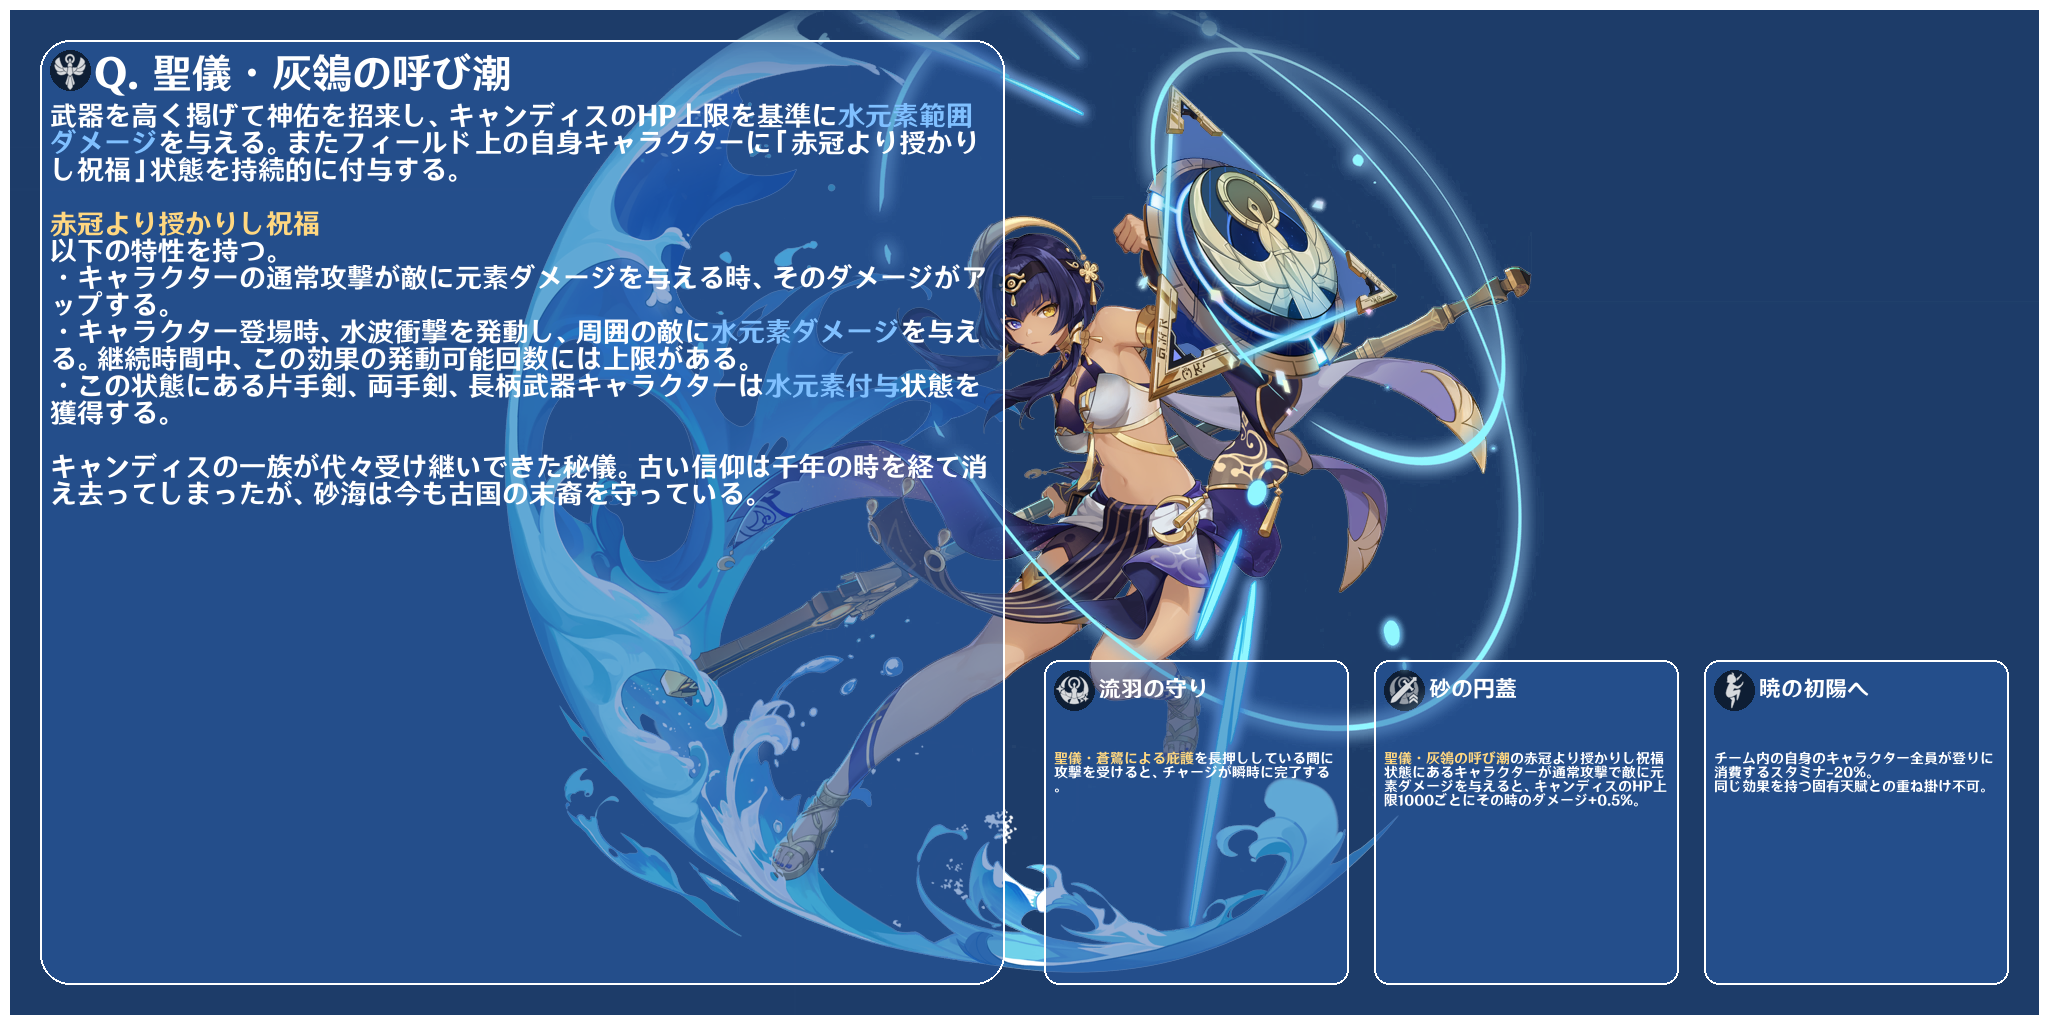 Q. 聖儀・灰鴒の呼び潮
武器を高く掲げて神佑を招来し、キャンディスのHP上限を基準に水元素範囲
ダメージを与える。またフィールド上の自身キャラクターに「赤冠より授かり
し祝福」状態を持続的に付与する。
赤冠より授かりし祝福
以下の特性を持つ。
・キャラクターの通常攻撃が敵に元素ダメージを与える時、そのダメージがア
ップする。
・キャラクター登場時、水波衝撃を発動し、周囲の敵に水元素ダメージを与え
る。継続時間中、この効果の発動可能回数には上限がある。
・この状態にある片手剣、両手剣、長柄武器キャラクターは水元素付与状態を
獲得する。
キャンディスの一族が代々受け継いできた秘儀。古い信仰は千年の時を経て消
え去ってしまったが、砂海は今も古国の末裔を守っている。
流羽の守り
聖儀・蒼鷺による庇護を長押ししている間に
攻撃を受けると、チャージが瞬時に完了する
。
砂の円蓋
聖儀・灰鴒の呼び潮の赤冠より授かりし祝福
状態にあるキャラクターが通常攻撃で敵に元
素ダメージを与えると、キャンディスのHP上
限1000ごとにその時のダメージ+0.5%。
暁の初陽へ
チーム内の自身のキャラクター全員が登りに
消費するスタミナ-20%。
同じ効果を持つ固有天賦との重ね掛け不可。